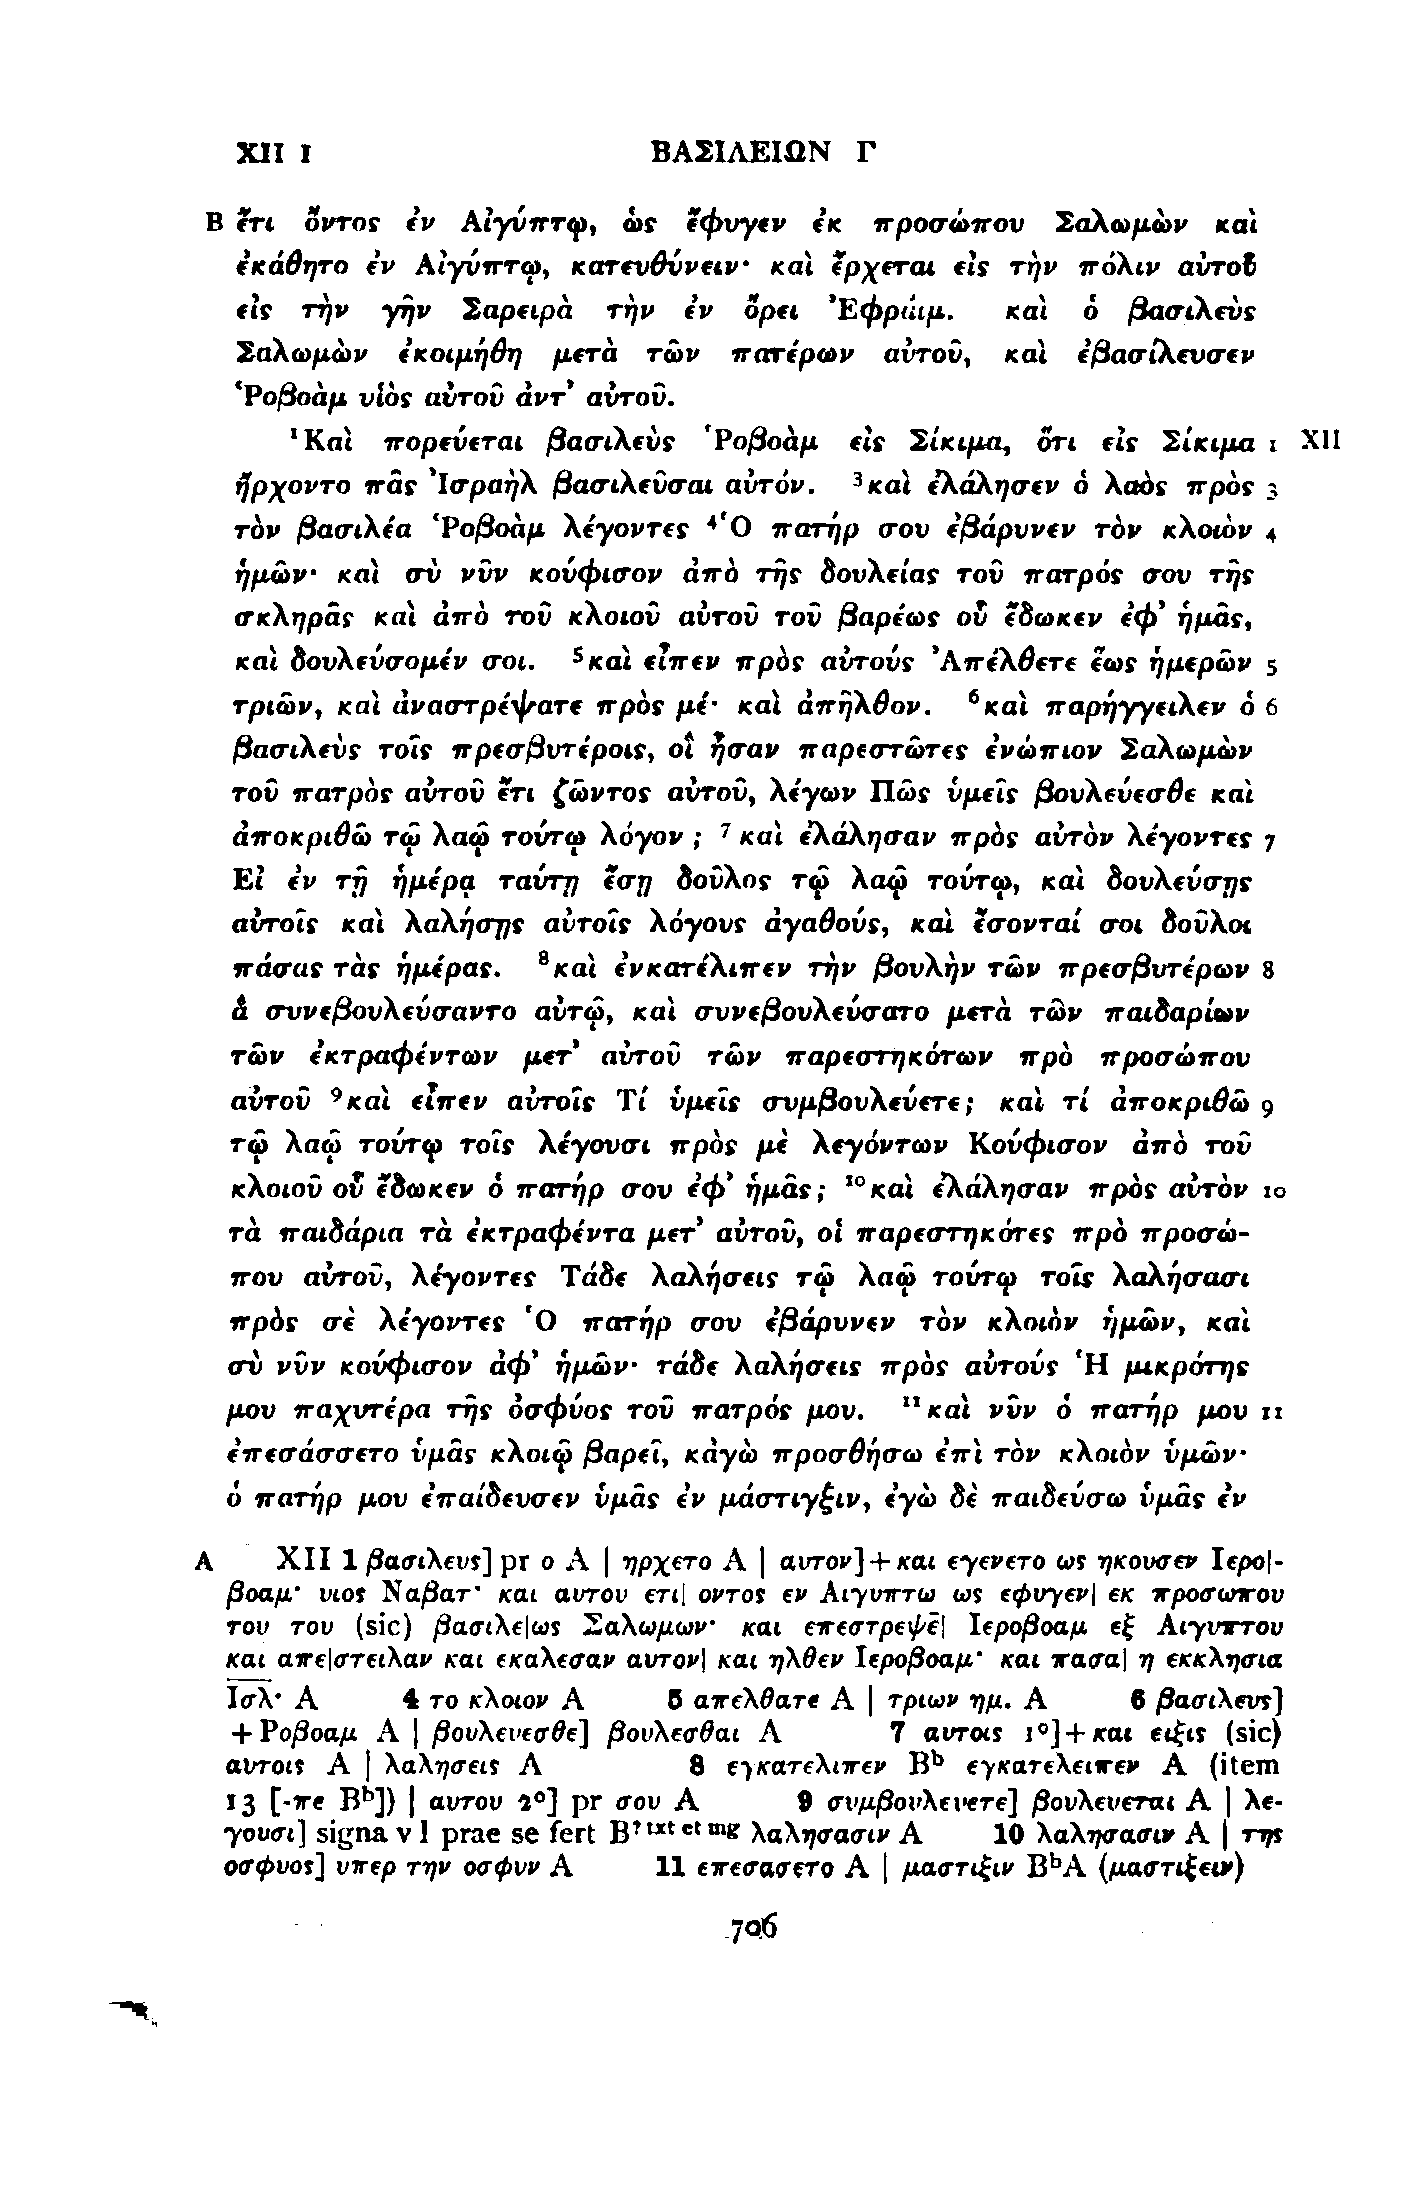 XII 1 ΒΑΣΙΛΕΙΩΝ Γ
B ἔτι ὄντος ἐν Αἰγύπτῳ, ὡς ἔφυγεν ἐκ προσώπου Σαλωμὼν καὶ
ἐκάθητο ἐν Αἰγύπτῳ, κατευθύνειν· καὶ ἔρχεται εἰς τὴν πόλιν αὐτοῦ
εἰς τὴν γῆν Σαρειρὰ τὴν ἐν ὄρει Ἐφράιμ. καὶ ὁ βασιλεὺς
Σαλωμὼν ἐκοιμήθη μετὰ τῶν πατέρων αὐτοῦ, καὶ ἐβασίλευσεν
Ῥοβοὰμ υἱὸς αὐτοῦ ἀντ᾽ αὐτοῦ.
¹Καὶ πορεύεται βασιλεὺς Ῥοβοὰμ εἰς Σίκιμα, ὅτι εἰς Σίκιμα 1 XII
ἤρχοντο πᾶς Ἰσραὴλ βασιλεῦσαι αὐτόν. ³καὶ ἐλάλησεν ὁ λαὸς πρὸς 3
τὸν βασιλέα Ῥοβοὰμ λέγοντες ⁴Ὁ πατήρ σου ἐβάρυνεν τὸν κλοιὸν 4
ἡμῶν· καὶ σὺ νῦν κούφισον ἀπὸ τῆς δουλείας τοῦ πατρός σου τῆς
σκληρᾶς καὶ ἀπὸ τοῦ κλοιοῦ αὐτοῦ τοῦ βαρέως οὗ ἔδωκεν ἐφ᾽ ἡμᾶς,
καὶ δουλεύσομέν σοι. ⁵καὶ εἶπεν πρὸς αὐτούς Ἀπέλθετε ἕως ἡμερῶν 5
τριῶν, καὶ ἀναστρέψατε πρὸς μέ· καὶ ἀπῆλθον. ⁶καὶ παρήγγειλεν ὁ 6
βασιλεὺς τοῖς πρεσβυτέροις, οἳ ἦσαν παρεστῶτες ἐνώπιον Σαλωμὼν
τοῦ πατρὸς αὐτοῦ ἔτι ζῶντος αὐτοῦ, λέγων Πῶς ὑμεῖς βουλεύεσθε καὶ
ἀποκριθῶ τῷ λαῷ τούτῳ λόγον; ⁷καὶ ἐλάλησαν πρὸς αὐτὸν λέγοντες 7
Εἰ ἐν τῇ ἡμέρᾳ ταύτῃ ἔσῃ δοῦλος τῷ λαῷ τούτῳ, καὶ δουλεύσῃς
αὐτοῖς καὶ λαλήσῃς αὐτοῖς λόγους ἀγαθούς, καὶ ἔσονταί σοι δοῦλοι
πάσας τὰς ἡμέρας. ⁸καὶ ἐνκατέλιπεν τὴν βουλὴν τῶν πρεσβυτέρων 8
ἃ συνεβουλεύσαντο αὐτῷ, καὶ συνεβουλεύσατο μετὰ τῶν παιδαρίων
τῶν ἐκτραφέντων μετ᾽ αὐτοῦ τῶν παρεστηκότων πρὸ προσώπου
αὐτοῦ ⁹καὶ εἶπεν αὐτοῖς Τί ὑμεῖς συμβουλεύετε; καὶ τί ἀποκριθῶ 9
τῷ λαῷ τούτῳ τοῖς λέγουσι πρὸς μὲ λεγόντων Κούφισον ἀπὸ τοῦ
κλοιοῦ οὗ ἔδωκεν ὁ πατήρ σου ἐφ᾽ ἡμᾶς; ¹⁰καὶ ἐλάλησαν πρὸς αὐτὸν 10
τὰ παιδάρια τὰ ἐκτραφέντα μετ᾽ αὐτοῦ, οἱ παρεστηκότες πρὸ προσώ-
που αὐτοῦ, λέγοντες Τάδε λαλήσεις τῷ λαῷ τούτῳ τοῖς λαλήσασι
πρὸς σὲ λέγοντες Ὁ πατήρ σου ἐβάρυνεν τὸν κλοιὸν ἡμῶν, καὶ
σὺ νῦν κούφισον ἀφ᾽ ἡμῶν· τάδε λαλήσεις πρὸς αὐτούς Ἡ μικρότης
μου παχυτέρα τῆς ὀσφύος τοῦ πατρός μου. ¹¹καὶ νῦν ὁ πατήρ μου 11
ἐπεσάσσετο ὑμᾶς κλοιῷ βαρεῖ, κἀγὼ προσθήσω ἐπὶ τὸν κλοιὸν ὑμῶν·
ὁ πατήρ μου ἐπαίδευσεν ὑμᾶς ἐν μάστιγξιν, ἐγὼ δὲ παιδεύσω ὑμᾶς ἐν
A XII 1 βασιλευς] pr ο A | ηρχετο A | αυτον]+και εγενετο ως ηκουσεν Ιερο|-
βοαμ· υιος Ναβατ· και αυτου ετι| οντος εν Αιγυπτω ως εφυγεν| εκ προσωπου
του του (sic) βασιλε|ως Σαλωμων· και επεστρεψε̄| Ιεροβοαμ εξ Αιγυπτου
και απε|στειλαν και εκαλεσαν αυτον| και ηλθεν Ιεροβοαμ· και πασα| η εκκλησια
Ισλ· A 4 το κλοιον A 5 απελθατε A | τριων ημ. A 6 βασιλευς]
+Ροβοαμ A | βουλευεσθε] βουλεσθαι A 7 αυτοις 1º]+και ειξις (sic)
αυτοις A | λαλησεις A 8 εγκατελιπεν Bᵇ εγκατελειπεν A (item
13 [-πε Bᵇ]) | αυτου 2º] pr σου A 9 συμβουλευετε] βουλευεται A | λε-
γουσι] signa v l prae se fert B? txt et mg λαλησασιν A 10 λαλησασιν A | της
οσφυος] υπερ την οσφυν A 11 επεσασετο A | μαστιξιν BᵇA (μαστιξειν)
706